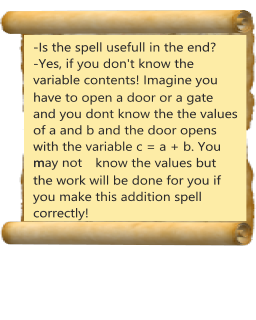 -Is the spell usefull in the end?
-Yes, if you don't know the
variable contents! Imagine you
have to open a door or a gate
and you dont know the the values
of a and b and the door opens
with the variable c = a + b. You
may not know the values but
the work will be done for you if
you make this addition spell
correctly!